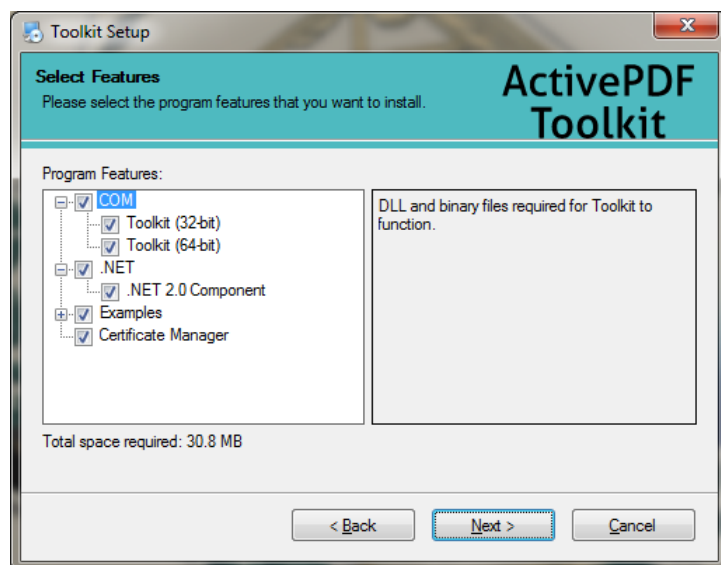 Toolkit Setup
X
Select Features
Please select the program features that you want to install.
ActivePDF
Toolkit
Program Features:
COM
Toolkit (32-bit)
Toolkit (64-bit)
.NET
.NET 2.0 Component
Examples
Certificate Manager
DLL and binary files required for Toolkit to
function.
Total space required: 30.8 MB
< Back
Next >
Cancel